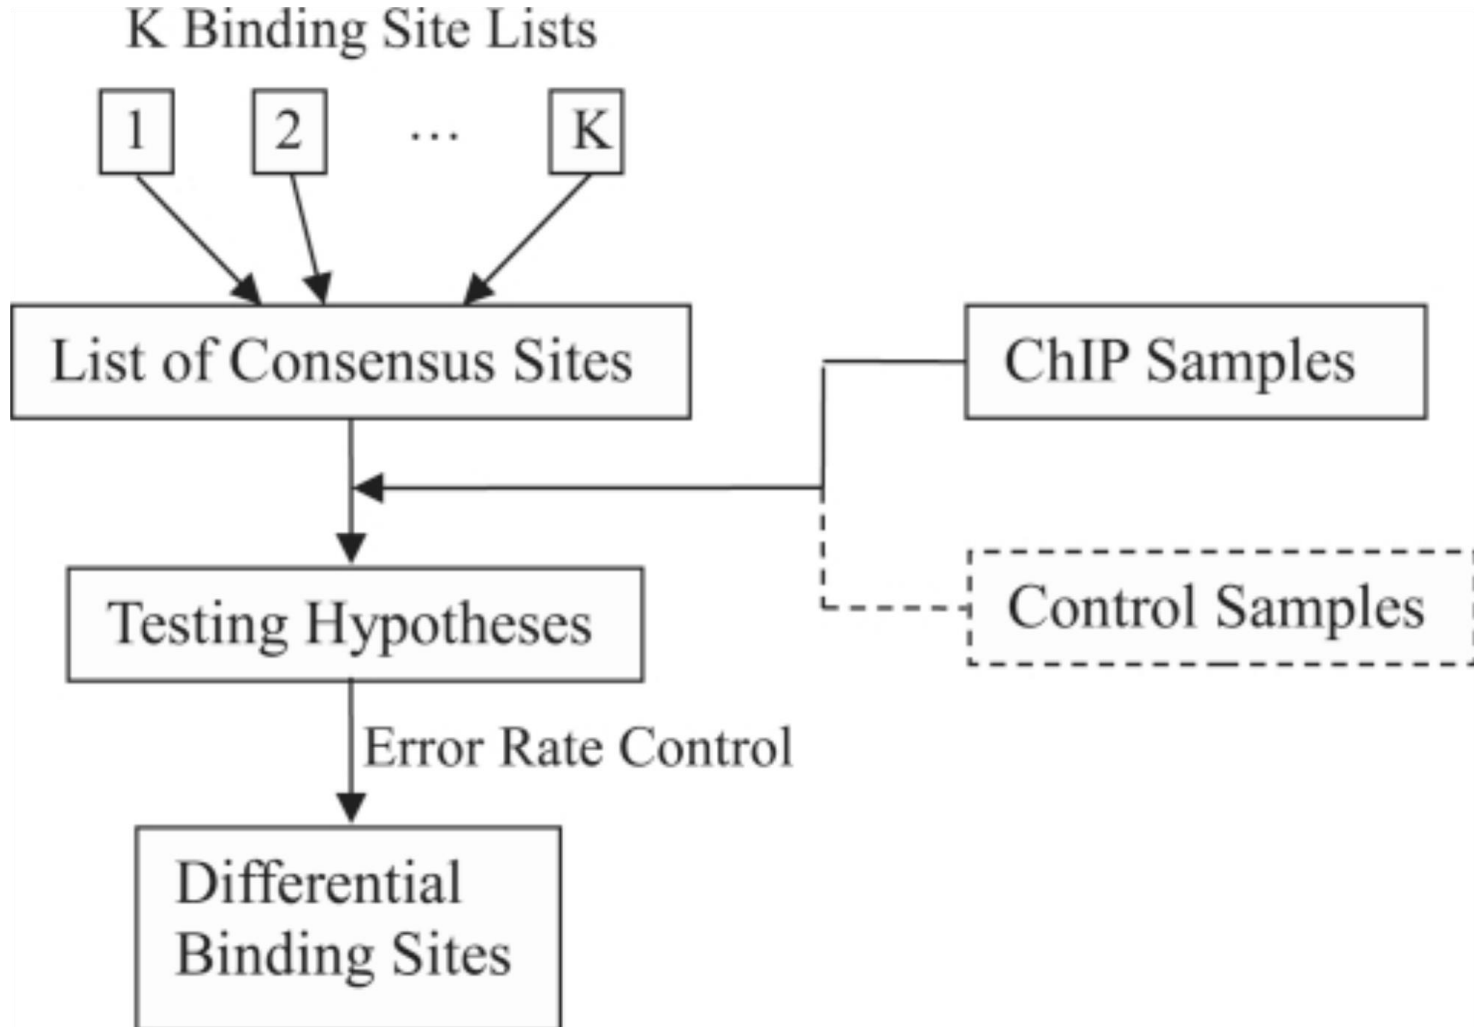 K Binding Site Lists
1 2 ... K
List of Consensus Sites
ChIP Samples
Testing Hypotheses
Control Samples
Error Rate Control
Differential
Binding Sites